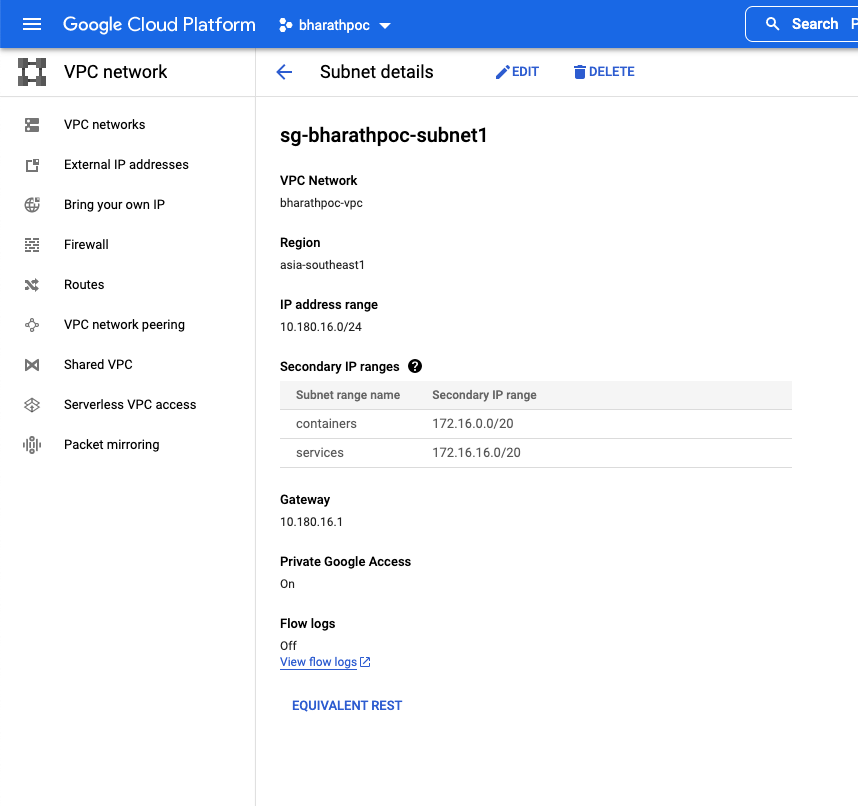 Google Cloud Platform
bharathpoc
Search
VPC network
Subnet details
EDIT
DELETE
VPC networks
External IP addresses
Bring your own IP
Firewall
Routes
VPC network peering
Shared VPC
Serverless VPC access
Packet mirroring
sg-bharathpoc-subnet1
VPC Network
bharathpoc-vpc
Region
asia-southeast1
IP address range
10.180.16.0/24
Secondary IP ranges ?
Subnet range name Secondary IP range
containers 172.16.0.0/20
services 172.16.16.0/20
Gateway
10.180.16.1
Private Google Access
On
Flow logs
Off
View flow logs
EQUIVALENT REST